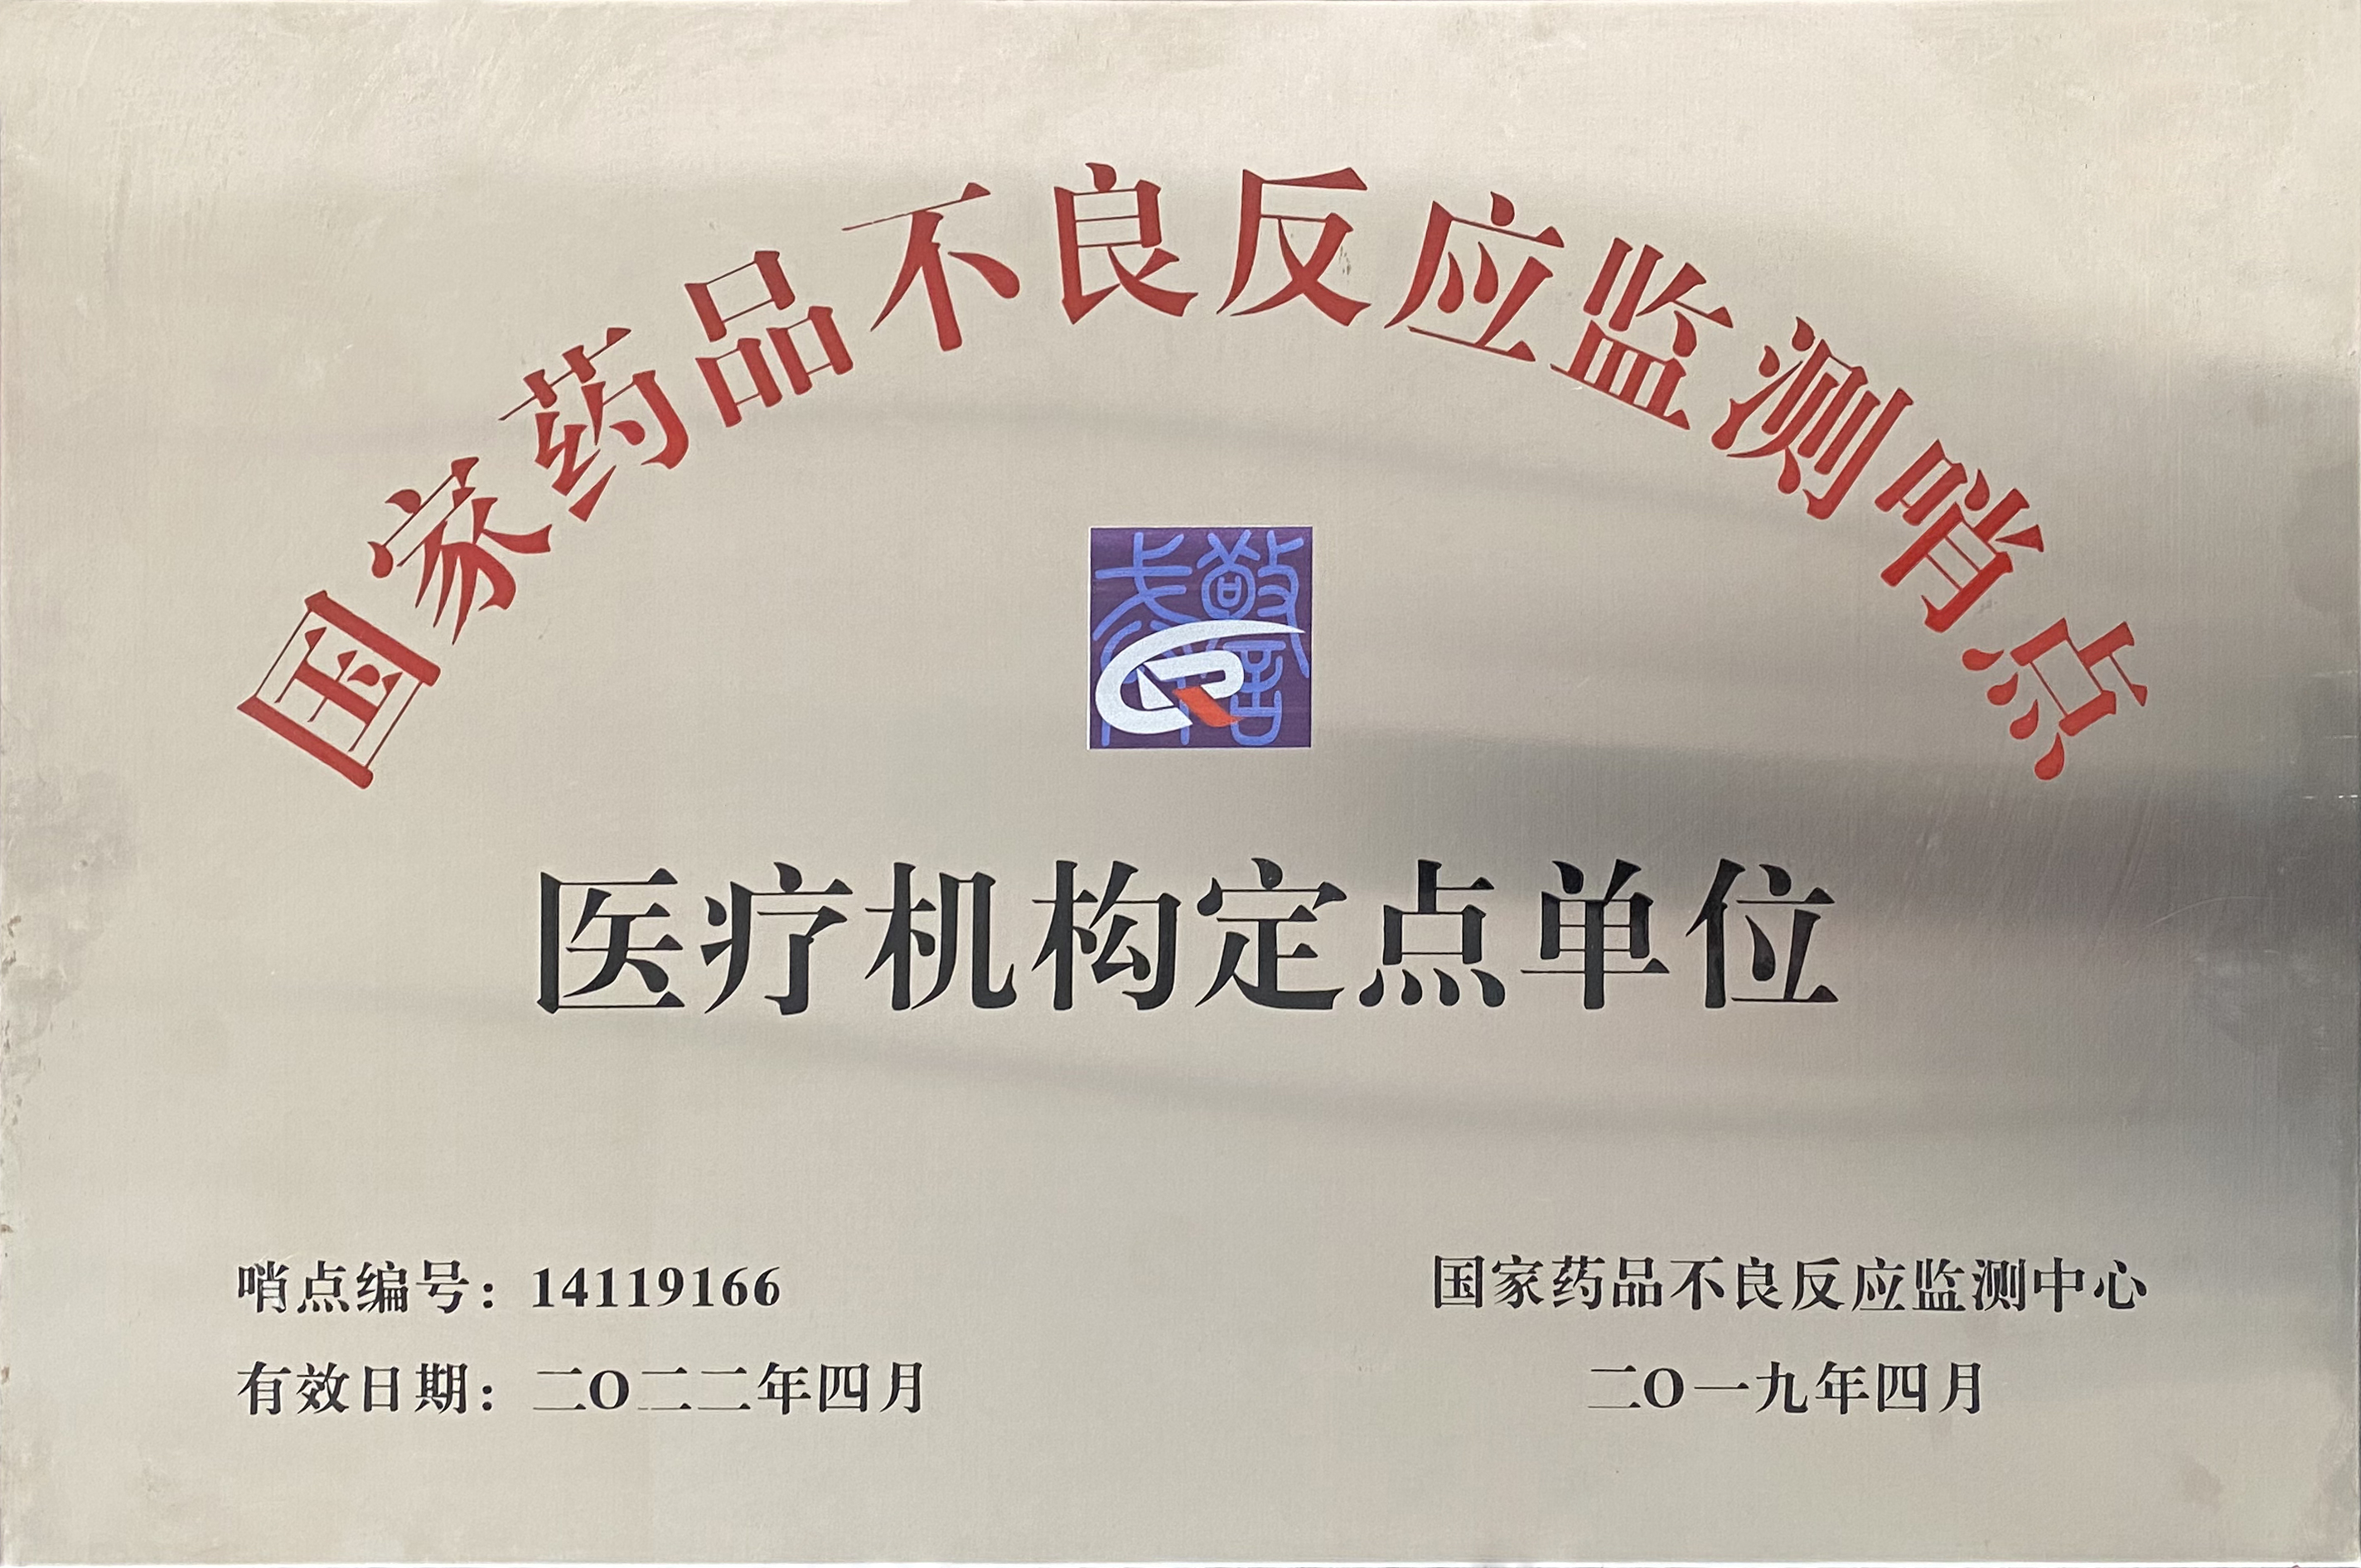 国家药品不良反应监测哨点
医疗机构定点单位
哨点编号：14119166
有效日期：二〇二二年四月
国家药品不良反应监测中心
二〇一九年四月